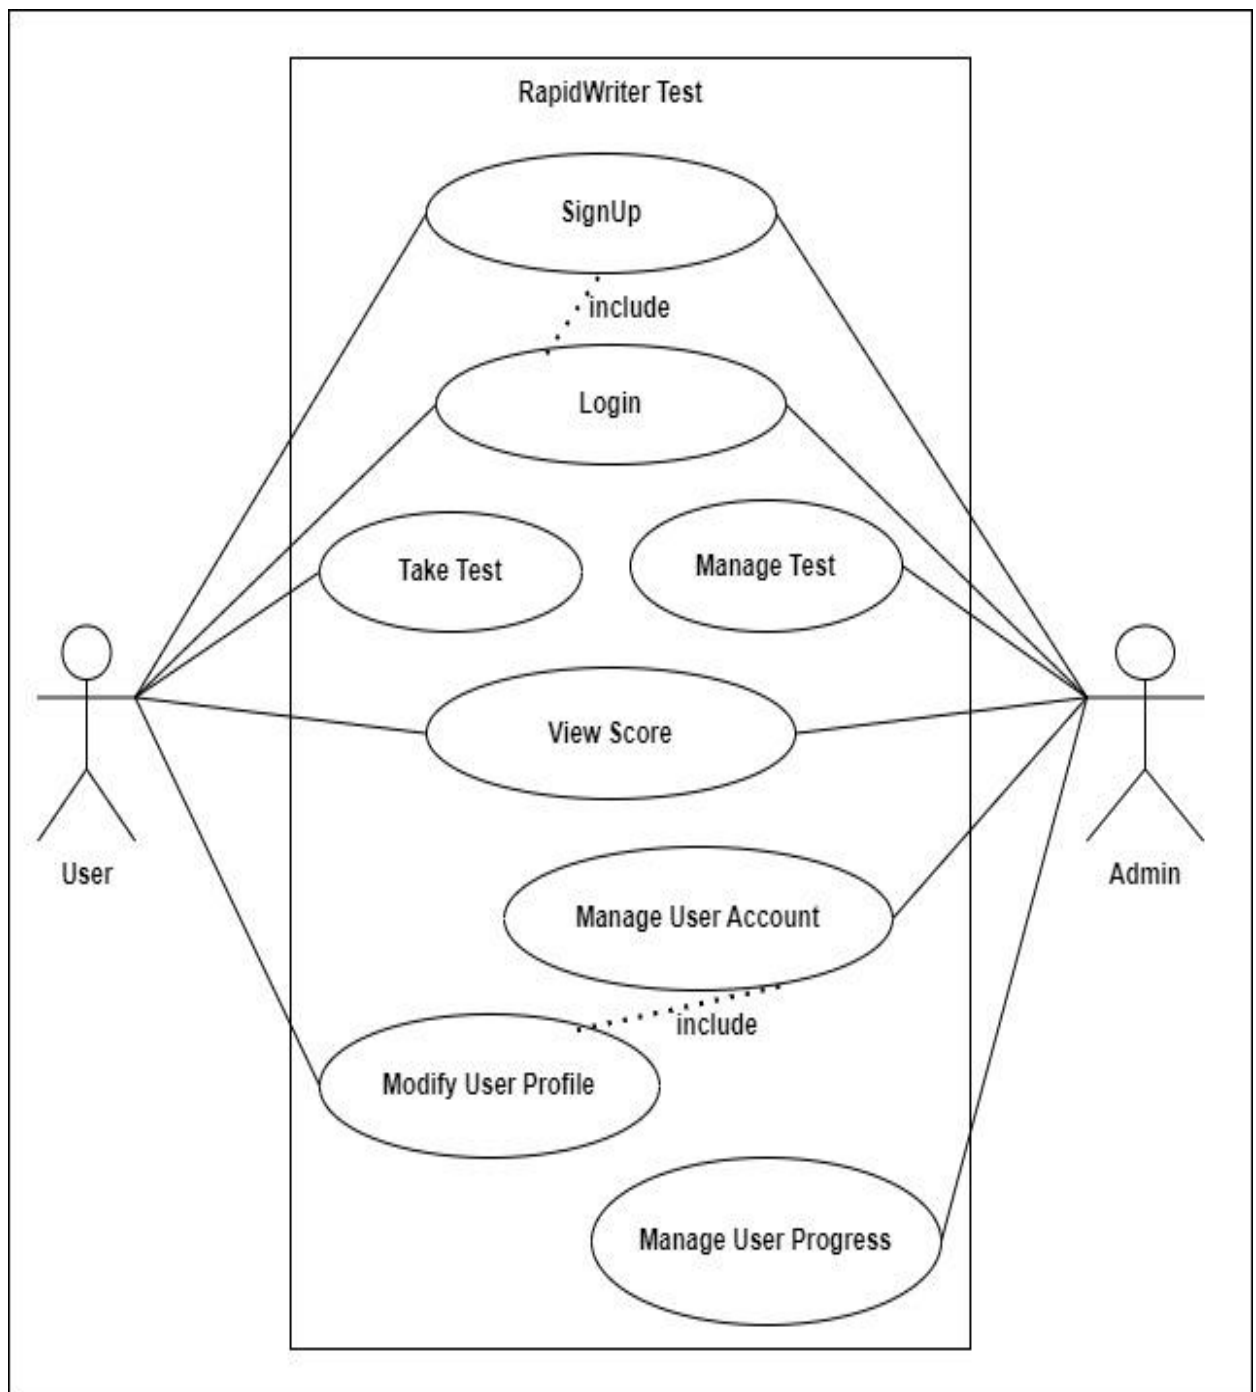 RapidWriter Test
SignUp
include
Login
Take Test
Manage Test
View Score
User
Admin
Manage User Account
include
Modify User Profile
Manage User Progress